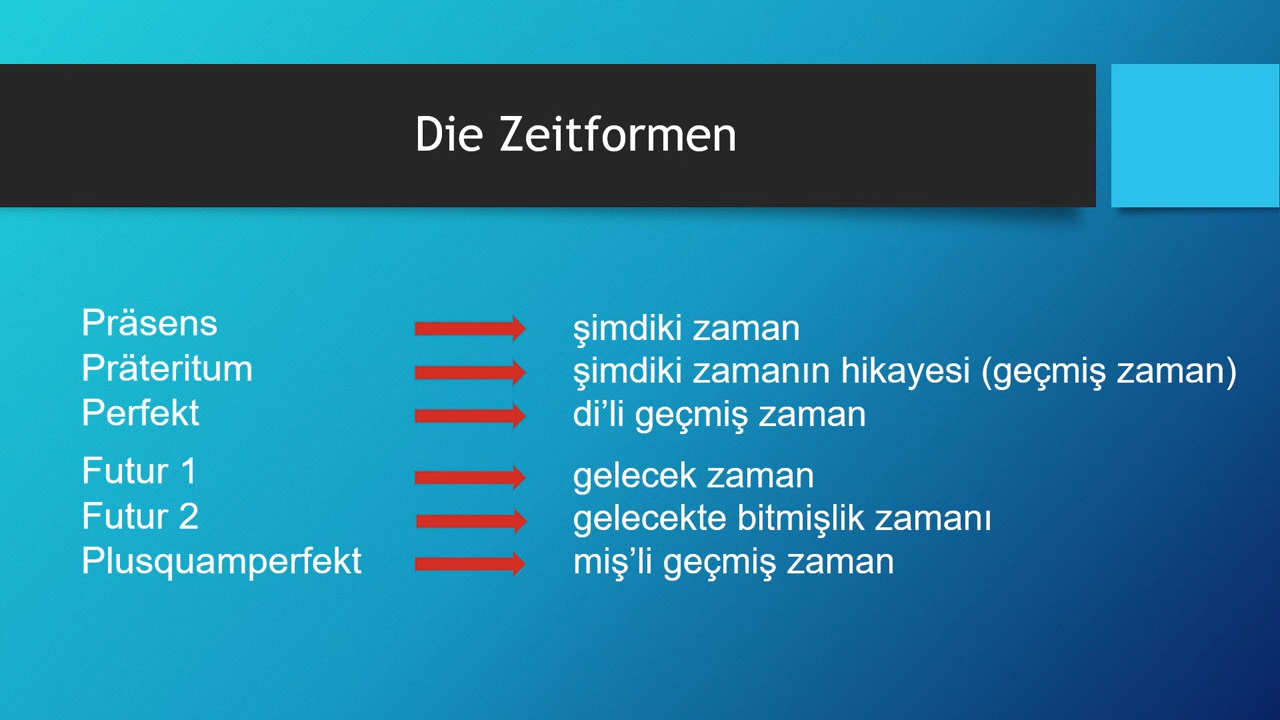 Die Zeitformen
Präsens şimdiki zaman
Präteritum şimdiki zamanın hikayesi (geçmiş zaman)
Perfekt di’li geçmiş zaman
Futur 1 gelecek zaman
Futur 2 gelecekte bitmişlik zamanı
Plusquamperfekt miş’li geçmiş zaman